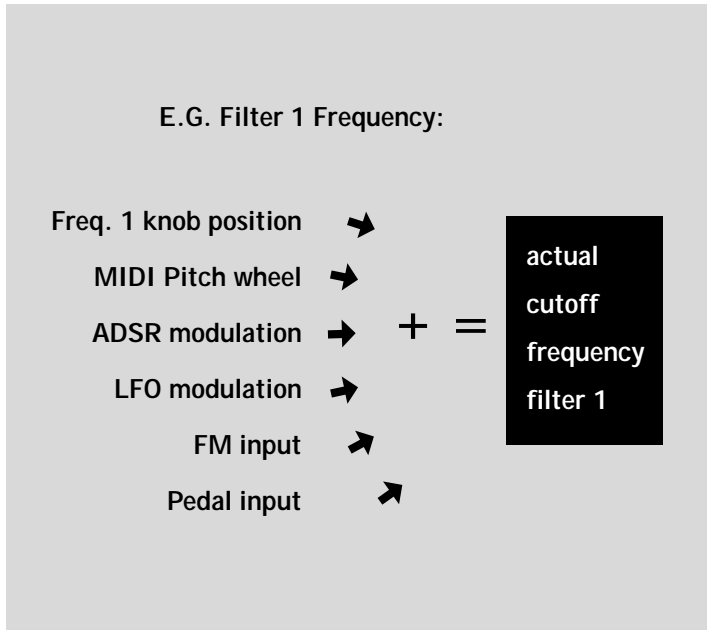 E.G. Filter 1 Frequency:
Freq. 1 knob position
MIDI Pitch wheel
ADSR modulation
LFO modulation
FM input
Pedal input
+ =
actual
cutoff
frequency
filter 1